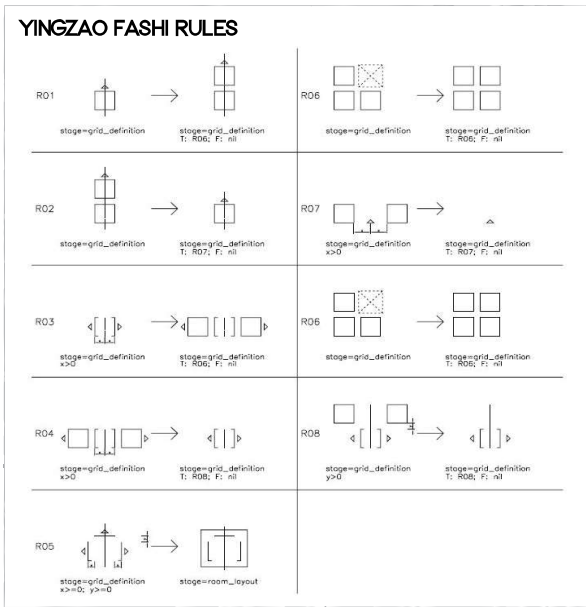 YINGZAO FASHI RULES
R01
stage=grid_definition
stage=grid_definition
T: R06; F: nil
R02
stage=grid_definition
stage=grid_definition
T: R07; F: nil
R03
stage=grid_definition
x>0
stage=grid_definition
T: R06; F: nil
R04
stage=grid_definition
x>0
stage=grid_definition
T: R08; F: nil
R05
stage=grid_definition
x>=0; y>=0
stage=room_layout
R06
stage=grid_definition
stage=grid_definition
T: R06; F: nil
R07
stage=grid_definition
x>0
stage=grid_definition
T: R07; F: nil
R06
stage=grid_definition
stage=grid_definition
T: R06; F: nil
R08
stage=grid_definition
y>0
stage=grid_definition
T: R08; F: nil